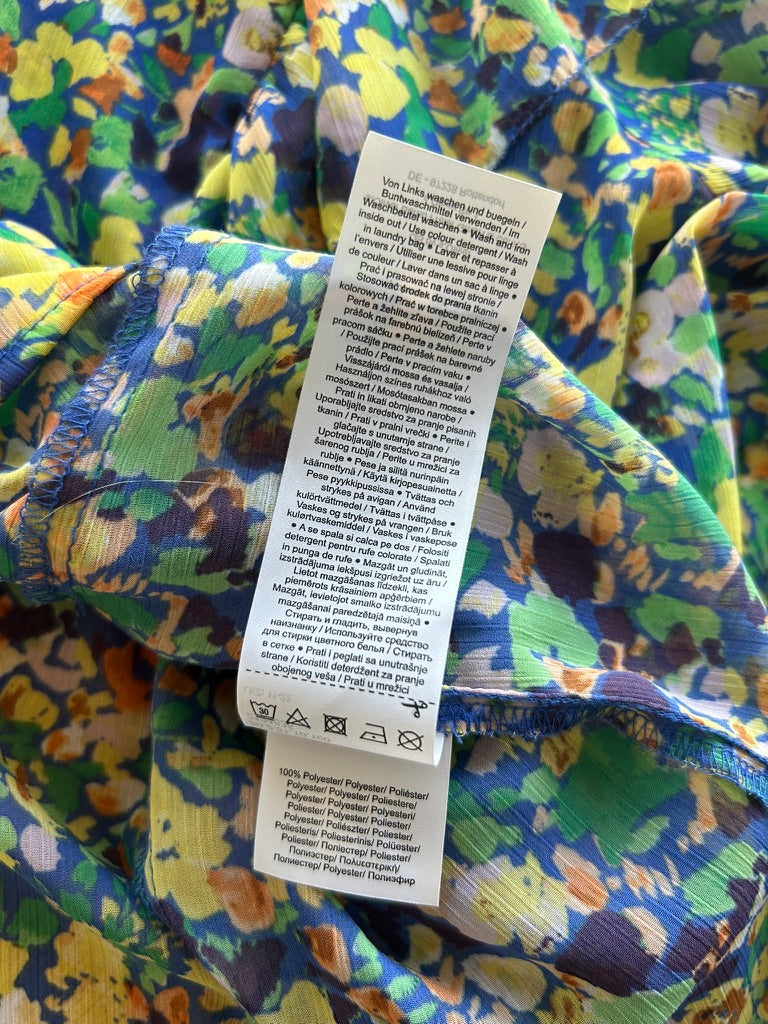 DE - 97228 Rottendorf
Von Links waschen und buegeln /
Buntwaschmittel verwenden / Im
Waschbeutel waschen • Wash and iron
inside out / Use colour detergent / Wash
in laundry bag • Laver et repasser à
l'envers / Utiliser une lessive pour linge
de couleur / Laver dans un sac à linge •
Prać i prasować na lewej stronie /
Stosować środek do prania tkanin
kolorowych / Prać w torebce pralniczej •
Perte a žehlite zľava / Použite prací
prášok na farebnú bielizeň / Perte v
pracom sáčku • Perte a žehlete naruby
/ Použijte prací prášek na barevné
prádlo / Perte v pracím vaku •
Visszájáról mossa és vasalja /
Használjon színes ruhákhoz való
mosószert / Mosótasakban mossa •
Prati in likati obrnjeno narobe /
Uporabljajte sredstvo za pranje pisanih
tkanin / Prati v pralni vrečki • Perite i
glačajte s unutarnje strane /
Upotrebljavajte sredstvo za pranje
šarenog rublja / Perite u mrežici za
rublje • Pese ja silitä nurinpäin
käännettynä / Käytä kirjopesuainetta /
Pese pyykkipussissa • Tvättas och
strykes på avigan / Använd
kulörtvättmedel / Tvättas i tvättpåse •
Vaskes og strykes på vrangen / Bruk
kulørtvaskemiddel / Vaskes i vaskepose
• A se spala si calca pe dos / Folositi
detergent pentru rufe colorate / Spalati
in punga de rufe • Mazgāt un gludināt,
izstrādājuma iekšpusi izgriežot uz āru /
Lietot mazgāšanas līdzekli, kas
piemērots krāsainiem apģērbiem /
Mazgāt, ievietojot smalko izstrādājumu
mazgāšanai paredzētajā maisiņā •
Стирать и гладить, вывернув
наизнанку / Используйте средство
для стирки цветного белья / Стирать
в сетке • Prati i peglati sa unutrašnje
strane / Koristiti deterdžent za pranje
obojenog veša / Prati u mrežici
30
100% Polyester/ Polyester/ Poliéster/
Polyester/ Polyester/ Poliestere/
Polyester/ Polyester/ Polyesteri/
Poliester/ Polyester/ Poliester/
Polyester/ Poliészter/ Poliester/
Poliesteris/ Poliesterinis/ Polüester/
Poliester/ Полиестер/ Poliester/
Полиэстер/ Πολυεστερική/
Полиестер/ Polyester/ Поліэфир